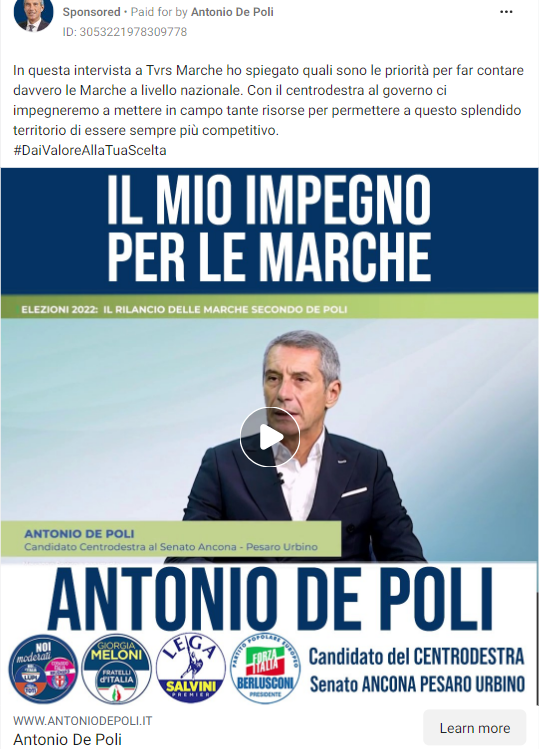 Sponsored • Paid for by Antonio De Poli
ID: 3053221978309778
In questa intervista a Tvrs Marche ho spiegato quali sono le priorità per far contare
davvero le Marche a livello nazionale. Con il centrodestra al governo ci
impegneremo a mettere in campo tante risorse per permettere a questo splendido
territorio di essere sempre più competitivo.
#DaiValoreAllaTuaScelta
IL MIO IMPEGNO
PER LE MARCHE
ELEZIONI 2022: IL RILANCIO DELLE MARCHE SECONDO DE POLI
ANTONIO DE POLI
Candidato Centrodestra al Senato Ancona - Pesaro Urbino
ANTONIO DE POLI
NOI
moderati
GIORGIA
MELONI
FRATELLI
d'ITALIA
LEGA
SALVINI
PREMIER
PARTITO POPOLARE EUROPEO
FORZA
ITALIA
BERLUSCONI
PRESIDENTE
Candidato del CENTRODESTRA
Senato ANCONA PESARO URBINO
WWW.ANTONIODEPOLI.IT
Antonio De Poli
Learn more